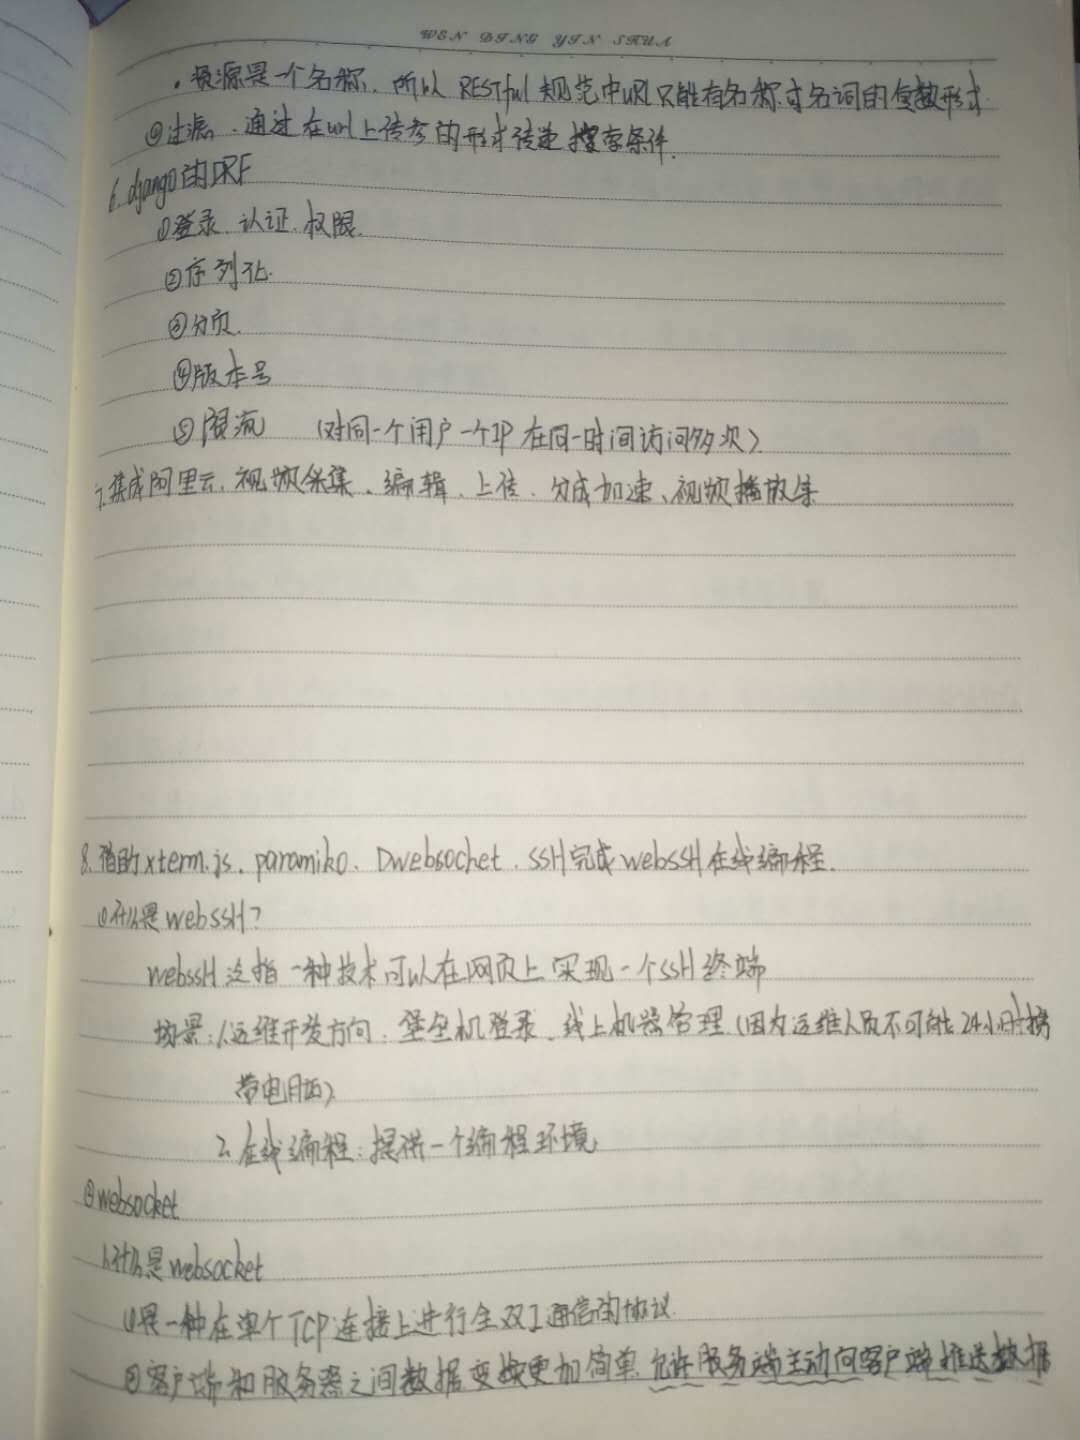 WEN DING YIN SHUA
·资源是一个名称,所以RESTful规范中URL只能有名称或名词的复数形式
④过滤,通过在url上传参的形式传递搜索条件.
6.django的DRF
①登录、认证、权限.
②序列化.
③分页.
④版本号
⑤限流 (对同一个用户一个IP在同一时间访问多次)
7.集成阿里云,视频采集、编辑、上传、分成加速、视频播放集
8.借助xterm.js、paramiko、Dwebsocket、SSH完成webSSH在线编程.
①什么是webSSH?
webSSH泛指一种技术可以在网页上实现一个SSH终端
场景:1.运维开发方向:堡垒机登录、线上机器管理(因为运维人员不可能24小时携
带电脑)
2.在线编程:提供一个编程环境
②websocket
1.什么是websocket
①是一种在单个TCP连接上进行全双工通信的协议.
②客户端和服务器之间数据变换更加简单,允许服务端主动向客户端推送数据